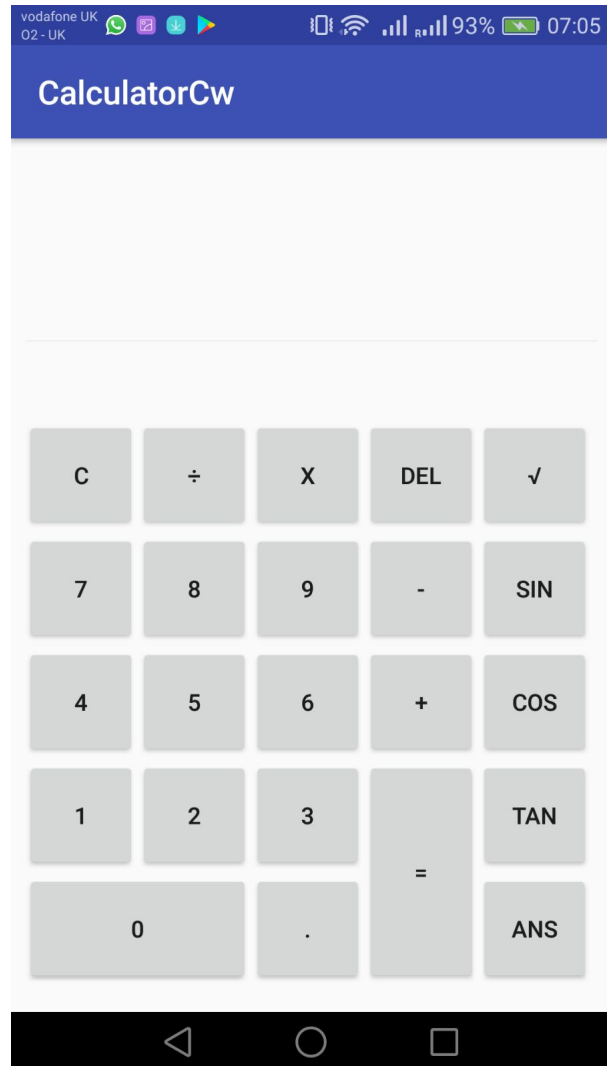 vodafone UK
O2 - UK
R 93% 07:05
CalculatorCw
C ÷ X DEL √
7 8 9 - SIN
4 5 6 + COS
1 2 3 = TAN
0 . ANS